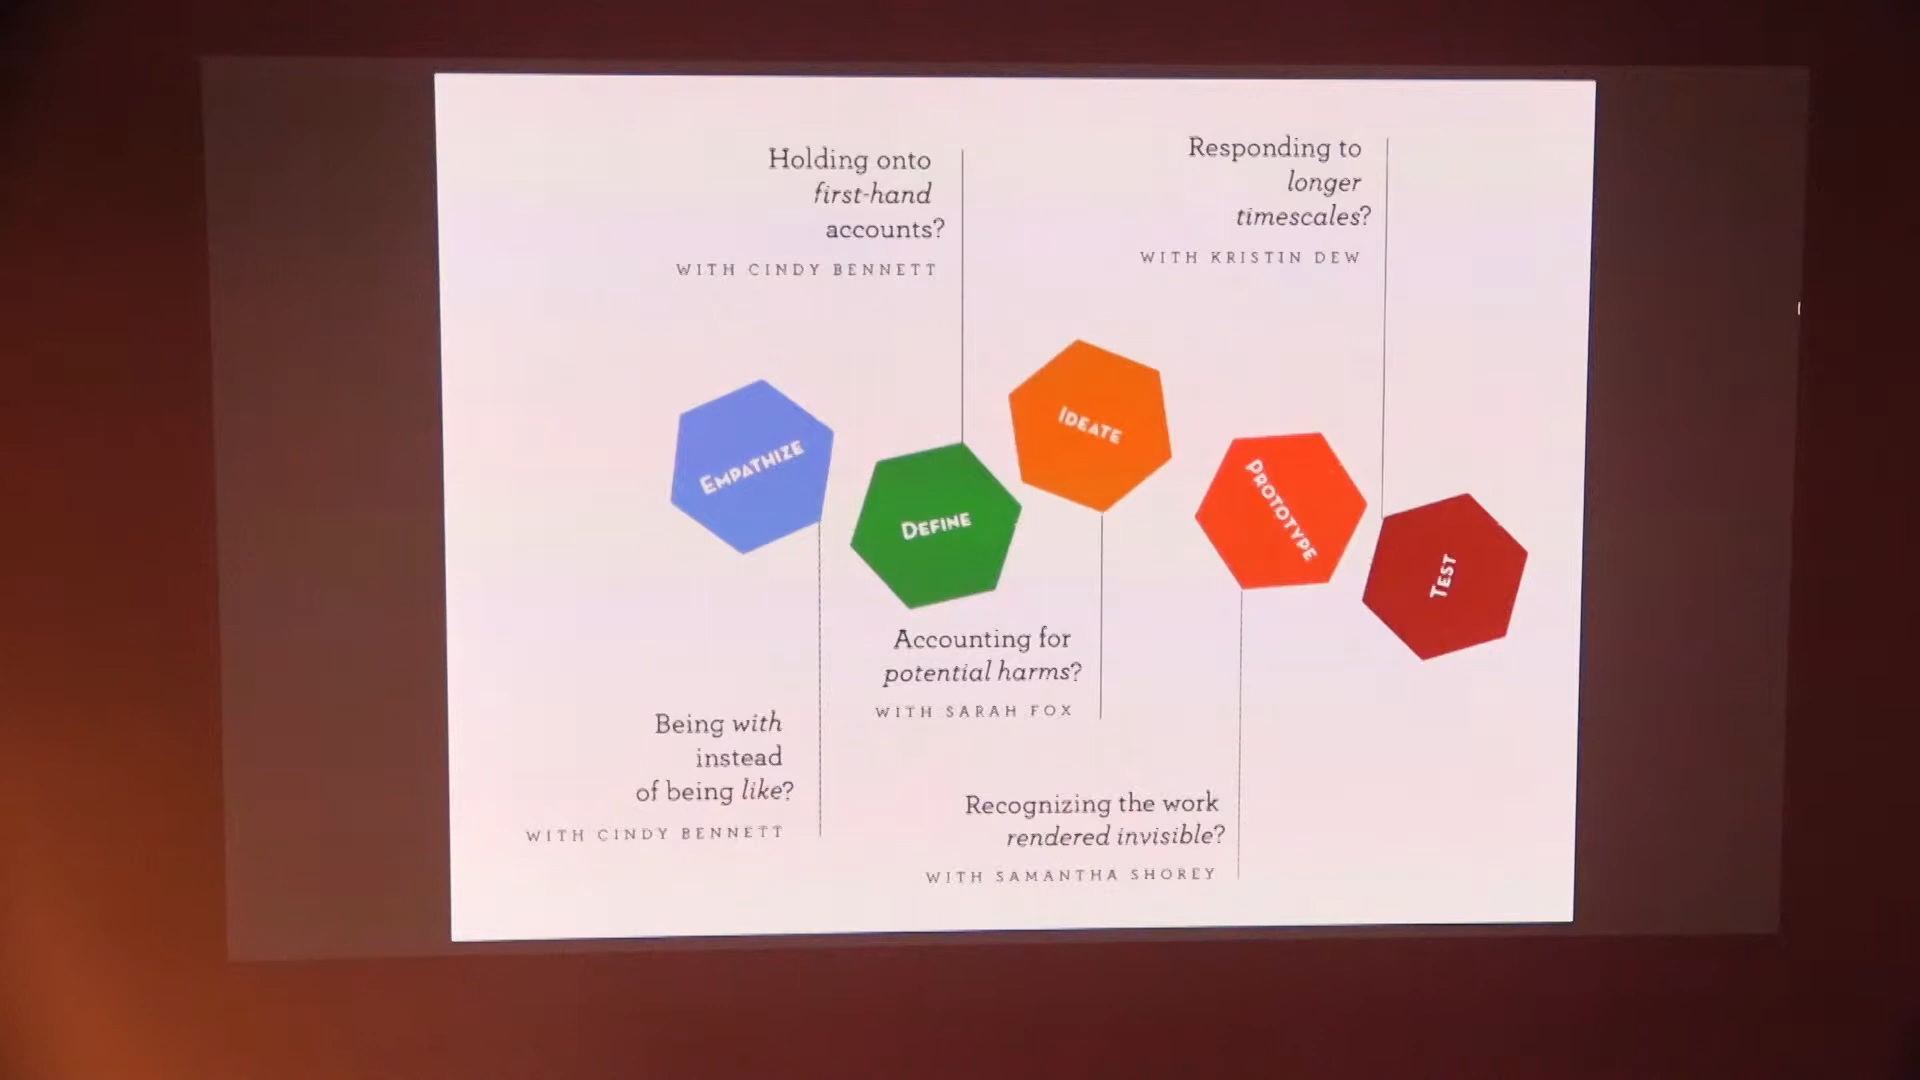 Holding onto
first-hand
accounts?
WITH CINDY BENNETT
Responding to
longer
timescales?
WITH KRISTIN DEW
EMPATHIZE
DEFINE
IDEATE
PROTOTYPE
TEST
Accounting for
potential harms?
WITH SARAH FOX
Being with
instead
of being like?
WITH CINDY BENNETT
Recognizing the work
rendered invisible?
WITH SAMANTHA SHOREY